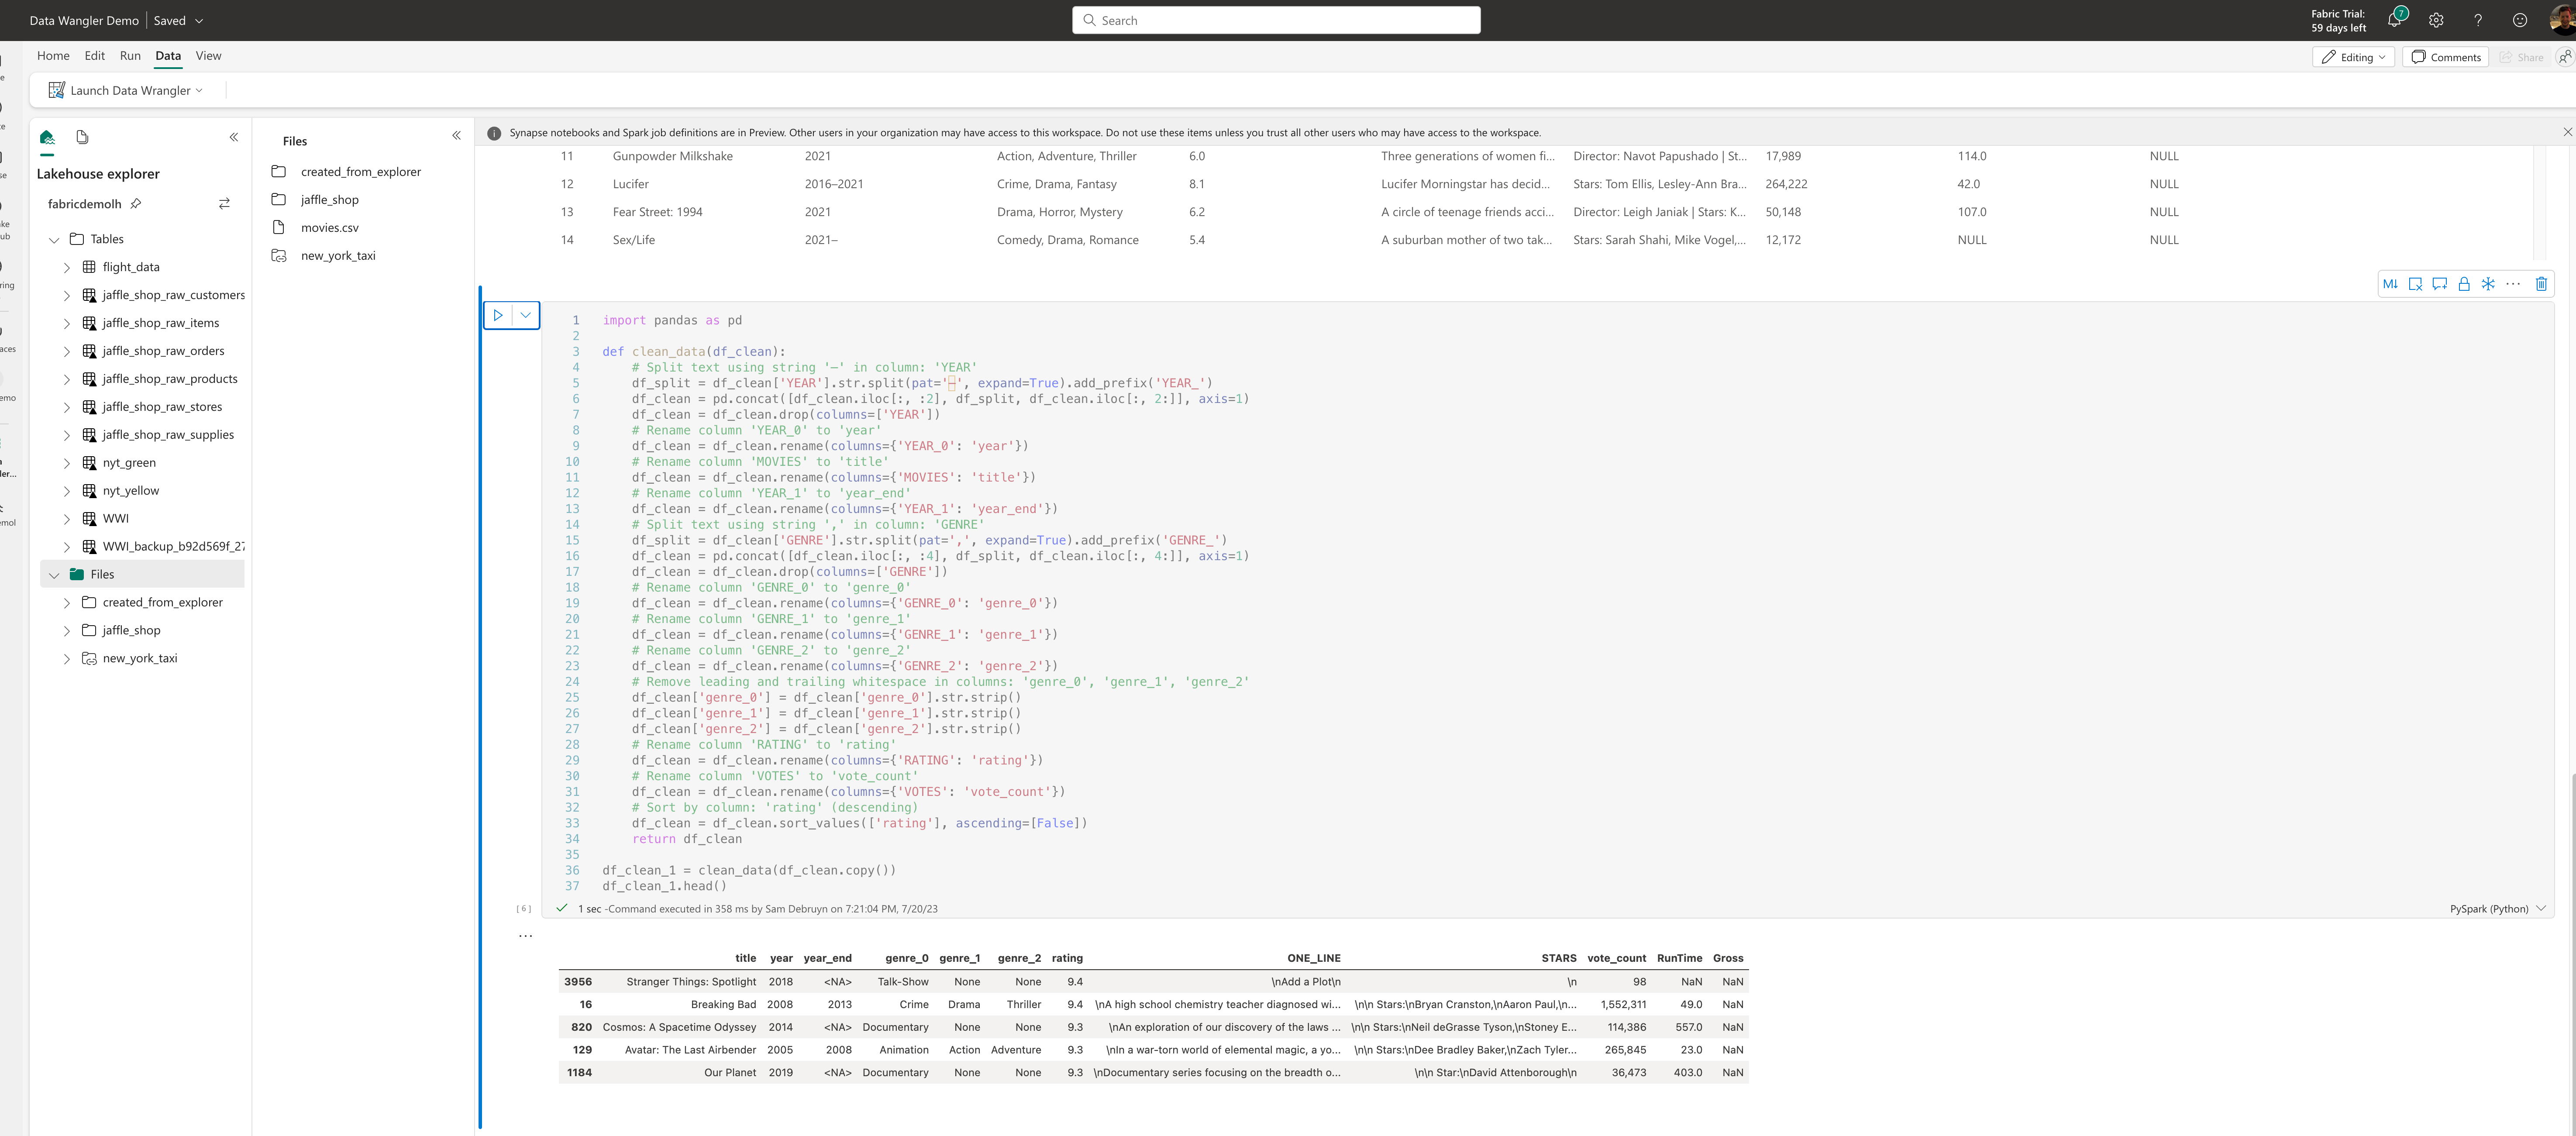 Data Wangler Demo Saved
Search
Fabric Trial:
59 days left
7
Home Edit Run Data View
Editing Comments Share
Launch Data Wrangler
Lakehouse explorer
fabricdemolh
Tables
flight_data
jaffle_shop_raw_customers
jaffle_shop_raw_items
jaffle_shop_raw_orders
jaffle_shop_raw_products
jaffle_shop_raw_stores
jaffle_shop_raw_supplies
nyt_green
nyt_yellow
WWI
WWI_backup_b92d569f_27
Files
created_from_explorer
jaffle_shop
new_york_taxi
Files
created_from_explorer
jaffle_shop
movies.csv
new_york_taxi
Synapse notebooks and Spark job definitions are in Preview. Other users in your organization may have access to this workspace. Do not use these items unless you trust all other users who may have access to the workspace.
11 Gunpowder Milkshake 2021 Action, Adventure, Thriller 6.0 Three generations of women fi... Director: Navot Papushado | St... 17,989 114.0 NULL
12 Lucifer 2016–2021 Crime, Drama, Fantasy 8.1 Lucifer Morningstar has decid... Stars: Tom Ellis, Lesley-Ann Bra... 264,222 42.0 NULL
13 Fear Street: 1994 2021 Drama, Horror, Mystery 6.2 A circle of teenage friends acci... Director: Leigh Janiak | Stars: K... 50,148 107.0 NULL
14 Sex/Life 2021– Comedy, Drama, Romance 5.4 A suburban mother of two tak... Stars: Sarah Shahi, Mike Vogel,... 12,172 NULL NULL
M↓
1 import pandas as pd
2
3 def clean_data(df_clean):
4 # Split text using string '–' in column: 'YEAR'
5 df_split = df_clean['YEAR'].str.split(pat='–', expand=True).add_prefix('YEAR_')
6 df_clean = pd.concat([df_clean.iloc[:, :2], df_split, df_clean.iloc[:, 2:]], axis=1)
7 df_clean = df_clean.drop(columns=['YEAR'])
8 # Rename column 'YEAR_0' to 'year'
9 df_clean = df_clean.rename(columns={'YEAR_0': 'year'})
10 # Rename column 'MOVIES' to 'title'
11 df_clean = df_clean.rename(columns={'MOVIES': 'title'})
12 # Rename column 'YEAR_1' to 'year_end'
13 df_clean = df_clean.rename(columns={'YEAR_1': 'year_end'})
14 # Split text using string ',' in column: 'GENRE'
15 df_split = df_clean['GENRE'].str.split(pat=',', expand=True).add_prefix('GENRE_')
16 df_clean = pd.concat([df_clean.iloc[:, :4], df_split, df_clean.iloc[:, 4:]], axis=1)
17 df_clean = df_clean.drop(columns=['GENRE'])
18 # Rename column 'GENRE_0' to 'genre_0'
19 df_clean = df_clean.rename(columns={'GENRE_0': 'genre_0'})
20 # Rename column 'GENRE_1' to 'genre_1'
21 df_clean = df_clean.rename(columns={'GENRE_1': 'genre_1'})
22 # Rename column 'GENRE_2' to 'genre_2'
23 df_clean = df_clean.rename(columns={'GENRE_2': 'genre_2'})
24 # Remove leading and trailing whitespace in columns: 'genre_0', 'genre_1', 'genre_2'
25 df_clean['genre_0'] = df_clean['genre_0'].str.strip()
26 df_clean['genre_1'] = df_clean['genre_1'].str.strip()
27 df_clean['genre_2'] = df_clean['genre_2'].str.strip()
28 # Rename column 'RATING' to 'rating'
29 df_clean = df_clean.rename(columns={'RATING': 'rating'})
30 # Rename column 'VOTES' to 'vote_count'
31 df_clean = df_clean.rename(columns={'VOTES': 'vote_count'})
32 # Sort by column: 'rating' (descending)
33 df_clean = df_clean.sort_values(['rating'], ascending=[False])
34 return df_clean
35
36 df_clean_1 = clean_data(df_clean.copy())
37 df_clean_1.head()
[6] 1 sec -Command executed in 358 ms by Sam Debruyn on 7:21:04 PM, 7/20/23 PySpark (Python)
...
title year year_end genre_0 genre_1 genre_2 rating ONE_LINE STARS vote_count RunTime Gross
3956 Stranger Things: Spotlight 2018 <NA> Talk-Show None None 9.4 \nAdd a Plot\n \n 98 NaN NaN
16 Breaking Bad 2008 2013 Crime Drama Thriller 9.4 \nA high school chemistry teacher diagnosed wi... \n\n Stars:\nBryan Cranston,\nAaron Paul,\n... 1,552,311 49.0 NaN
820 Cosmos: A Spacetime Odyssey 2014 <NA> Documentary None None 9.3 \nAn exploration of our discovery of the laws ... \n\n Stars:\nNeil deGrasse Tyson,\nStoney E... 114,386 557.0 NaN
129 Avatar: The Last Airbender 2005 2008 Animation Action Adventure 9.3 \nIn a war-torn world of elemental magic, a yo... \n\n Stars:\nDee Bradley Baker,\nZach Tyler... 265,845 23.0 NaN
1184 Our Planet 2019 <NA> Documentary None None 9.3 \nDocumentary series focusing on the breadth o... \n\n Star:\nDavid Attenborough\n 36,473 403.0 NaN